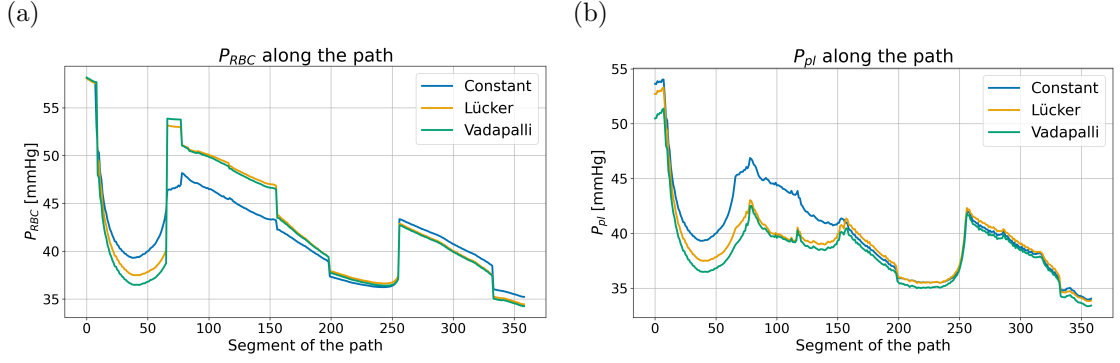 (a)
P_RBC along the path
P_RBC [mmHg]
55
50
45
40
35
0 50 100 150 200 250 300 350
Segment of the path
Constant
Lücker
Vadapalli
(b)
P_pl along the path
P_pl [mmHg]
55
50
45
40
35
0 50 100 150 200 250 300 350
Segment of the path
Constant
Lücker
Vadapalli